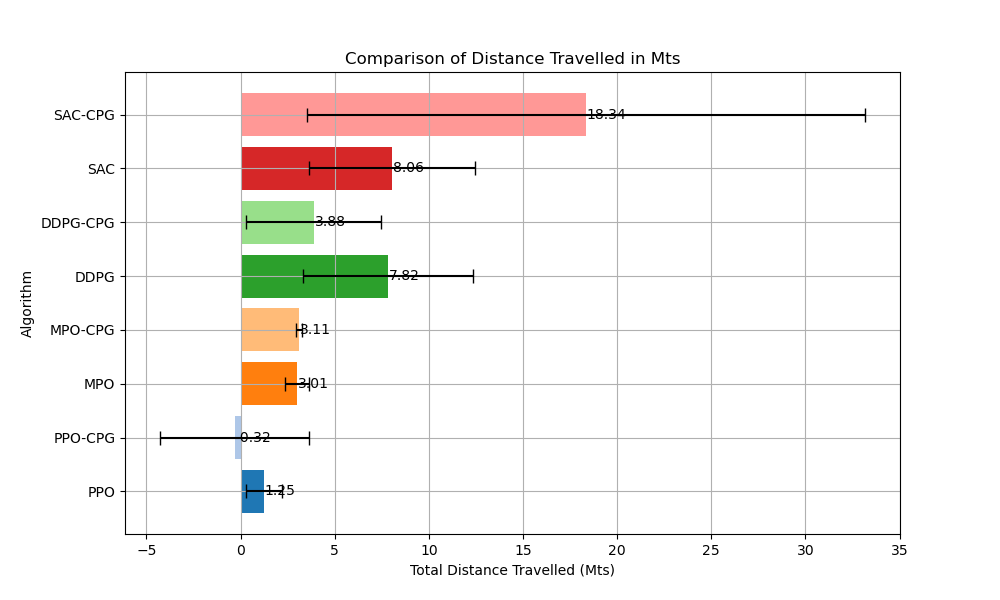 Comparison of Distance Travelled in Mts
SAC-CPG 18.34
SAC 8.06
DDPG-CPG 3.88
DDPG 7.82
MPO-CPG 3.11
MPO 3.01
PPO-CPG -0.32
PPO 1.25
Algorithm
−5 0 5 10 15 20 25 30 35
Total Distance Travelled (Mts)